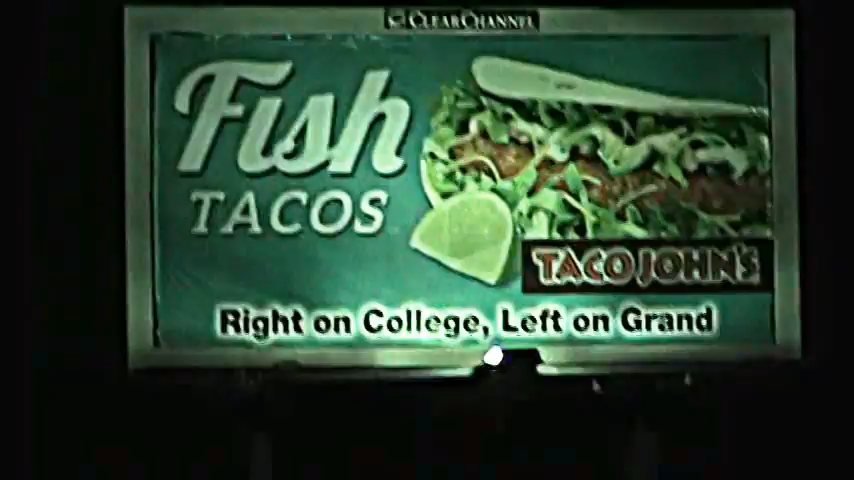 CLEARCHANNEL
Fish
TACOS
TACO JOHN'S
Right on College, Left on Grand